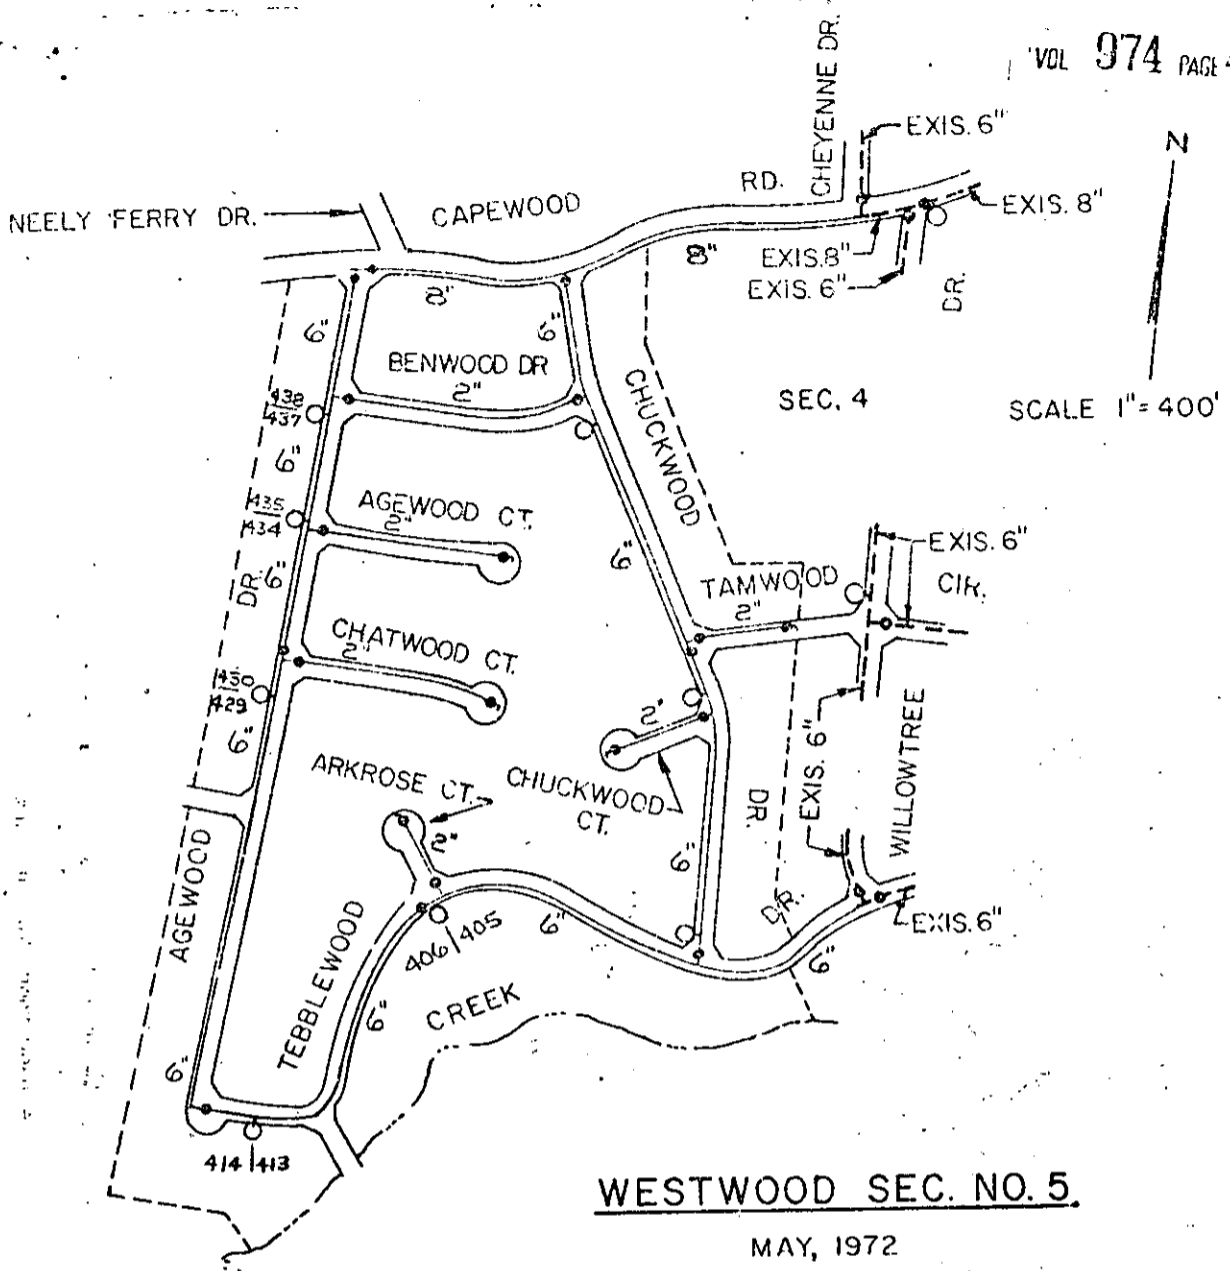 VOL 974 PAGE
CHEYENNE DR.
EXIS. 6"
N
NEELY FERRY DR.
CAPEWOOD
RD.
EXIS. 8"
8"
EXIS.8"
EXIS. 6"
DR.
2"
6"
6"
BENWOOD DR
2"
CHUCKWOOD
SEC. 4
SCALE 1"=400'
438
437
6"
435
434
AGEWOOD CT.
2"
6"
EXIS. 6"
DR.
6"
TAMWOOD
CIR.
2"
CHATWOOD CT.
2"
430
429
6"
2"
EXIS. 6"
WILLOWTREE
ARKROSE CT.
CHUCKWOOD
CT.
DR.
2"
6"
AGEWOOD
TEBBLEWOOD
406 405
6"
DR.
EXIS. 6"
6"
CREEK
6"
6"
414 413
WESTWOOD SEC. NO. 5.
MAY, 1972